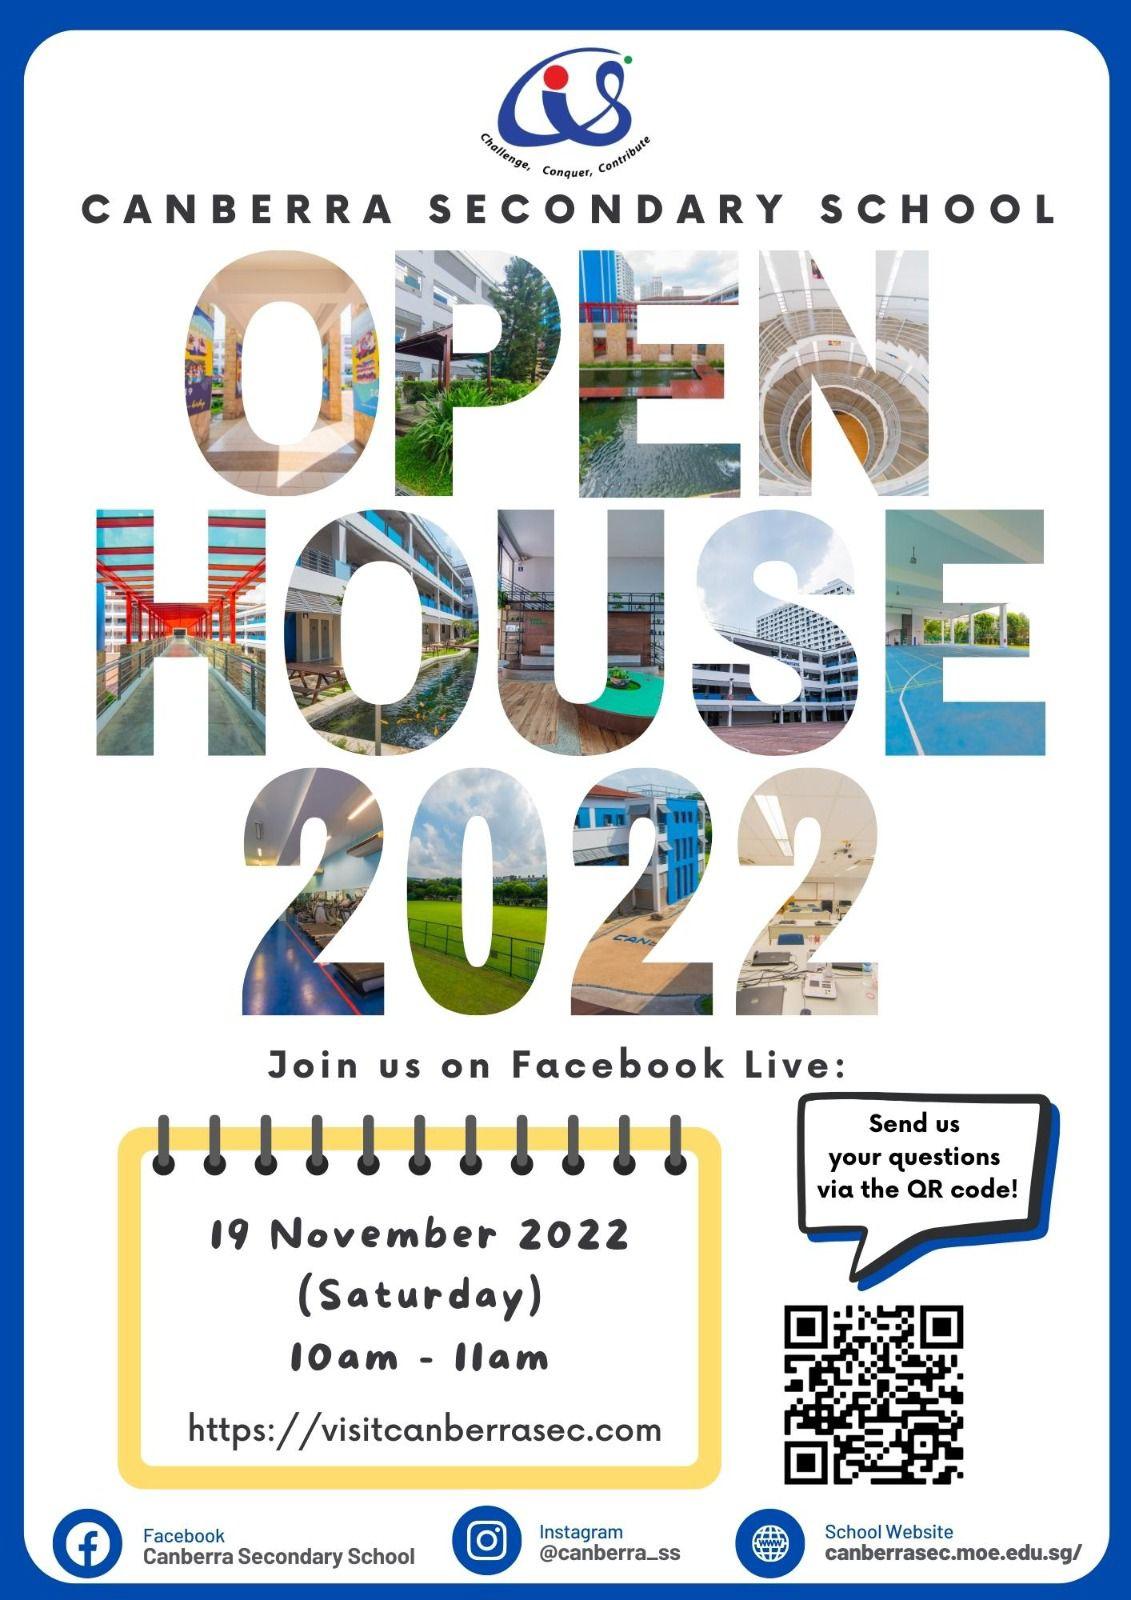 Challenge, Conquer, Contribute
CANBERRA SECONDARY SCHOOL
OPEN
HOUSE
2022
Join us on Facebook Live:
Send us
your questions
via the QR code!
19 November 2022
(Saturday)
10am - 11am
https://visitcanberrasec.com
Facebook
Canberra Secondary School
Instagram
@canberra_ss
www
School Website
canberrasec.moe.edu.sg/